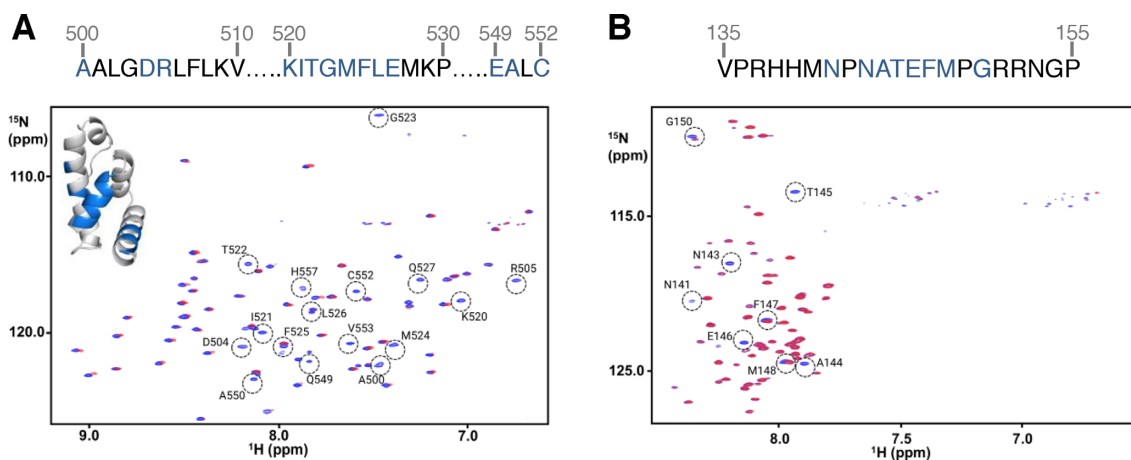 A
500 510 520 530 549 552
AALGDRLFLKV.....KITGMFLEMKP.....EALC
15N
(ppm)
G523
110.0
T522
H557
C552
Q527
R505
L526
K520
120.0
I521
F525
V553
M524
D504
Q549
A500
A550
9.0 8.0 7.0
1H (ppm)
B
135 155
VPRHHMNPNATEFMPGRRNGP
G150
15N
(ppm)
T145
115.0
N143
N141
F147
E146
M148
A144
125.0
8.0 7.5 7.0
1H (ppm)